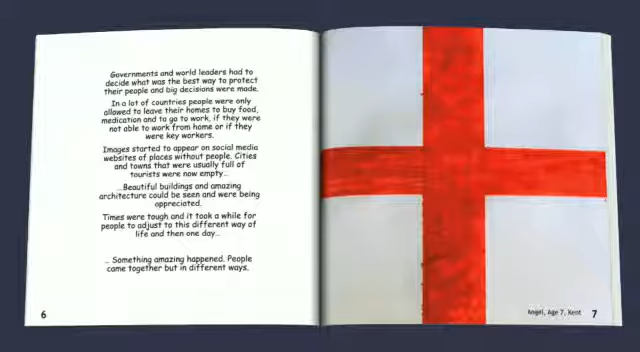 Governments and world leaders had to
decide what was the best way to protect
their people and big decisions were made.
In a lot of countries people were only
allowed to leave their homes to buy food,
medication and to go to work, if they were
not able to work from home or if they
were key workers.
Images started to appear on social media
websites of places without people. Cities
and towns that were usually full of
tourists were now empty...
...Beautiful buildings and amazing
architecture could be seen and were being
appreciated.
Times were tough and it took a while for
people to adjust to this different way of
life and then one day...
... Something amazing happened. People
came together but in different ways.
6
Angel, Age 7, Kent 7